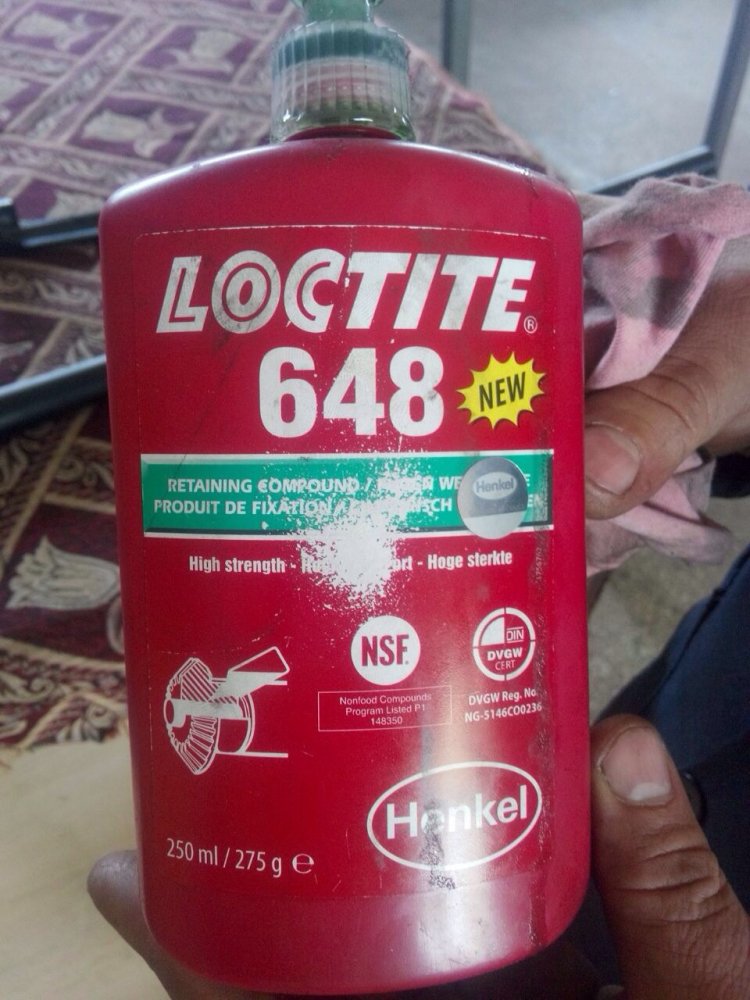 LOCTITE®
648
NEW
RETAINING COMPOUND /
PRODUIT DE FIXATION
Henkel
High strength - - Hoge sterkte
NSF.
DIN
DVGW
CERT
Nonfood Compounds
Program Listed P1
148350
DVGW Reg. No.
NG-5146CO0236
Henkel
250 ml / 275 g ℮